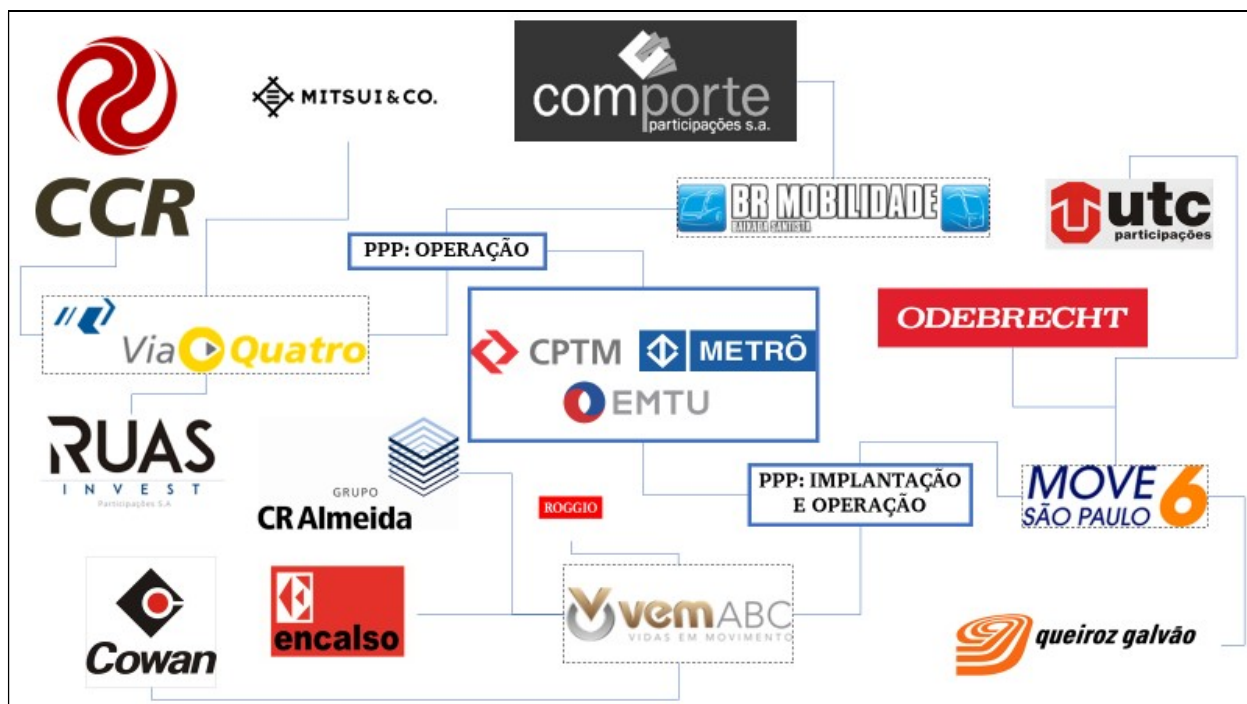 MITSUI & CO.
comporte
participações s.a.
CCR
BR MOBILIDADE
BAIXADA SANTISTA
utc
participações
PPP: OPERAÇÃO
ViaQuatro
CPTM
METRÔ
EMTU
ODEBRECHT
RUAS
INVEST
Participações S.A
GRUPO
CR Almeida
ROGGIO
PPP: IMPLANTAÇÃO
E OPERAÇÃO
MOVE
SÃO PAULO 6
Cowan
encalso
vemABC
VIDAS EM MOVIMENTO
queiroz galvão